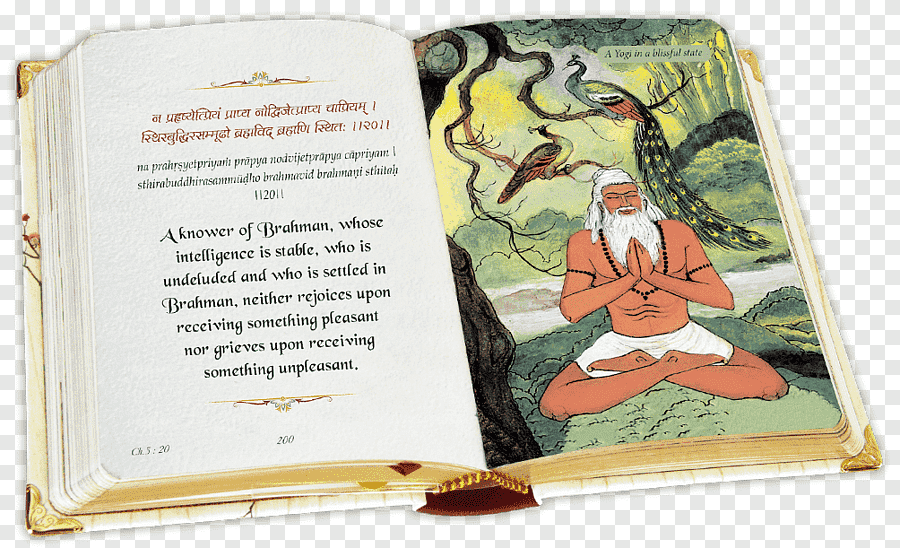 न प्रहृष्येत्प्रियं प्राप्य नोद्विजेत्प्राप्य चाप्रियम् ।
स्थिरबुद्धिरसम्मूढो ब्रह्मविद् ब्रह्मणि स्थितः ।।२०।।
na prahṛṣyetpriyaṁ prāpya nodvijetprāpya cāpriyam |
sthirabuddhirasammūḍho brahmavid brahmaṇi sthitaḥ
||20||
A knower of Brahman, whose
intelligence is stable, who is
undeluded and who is settled in
Brahman, neither rejoices upon
receiving something pleasant
nor grieves upon receiving
something unpleasant.
Ch.5 : 20
200
A Yogi in a blissful state